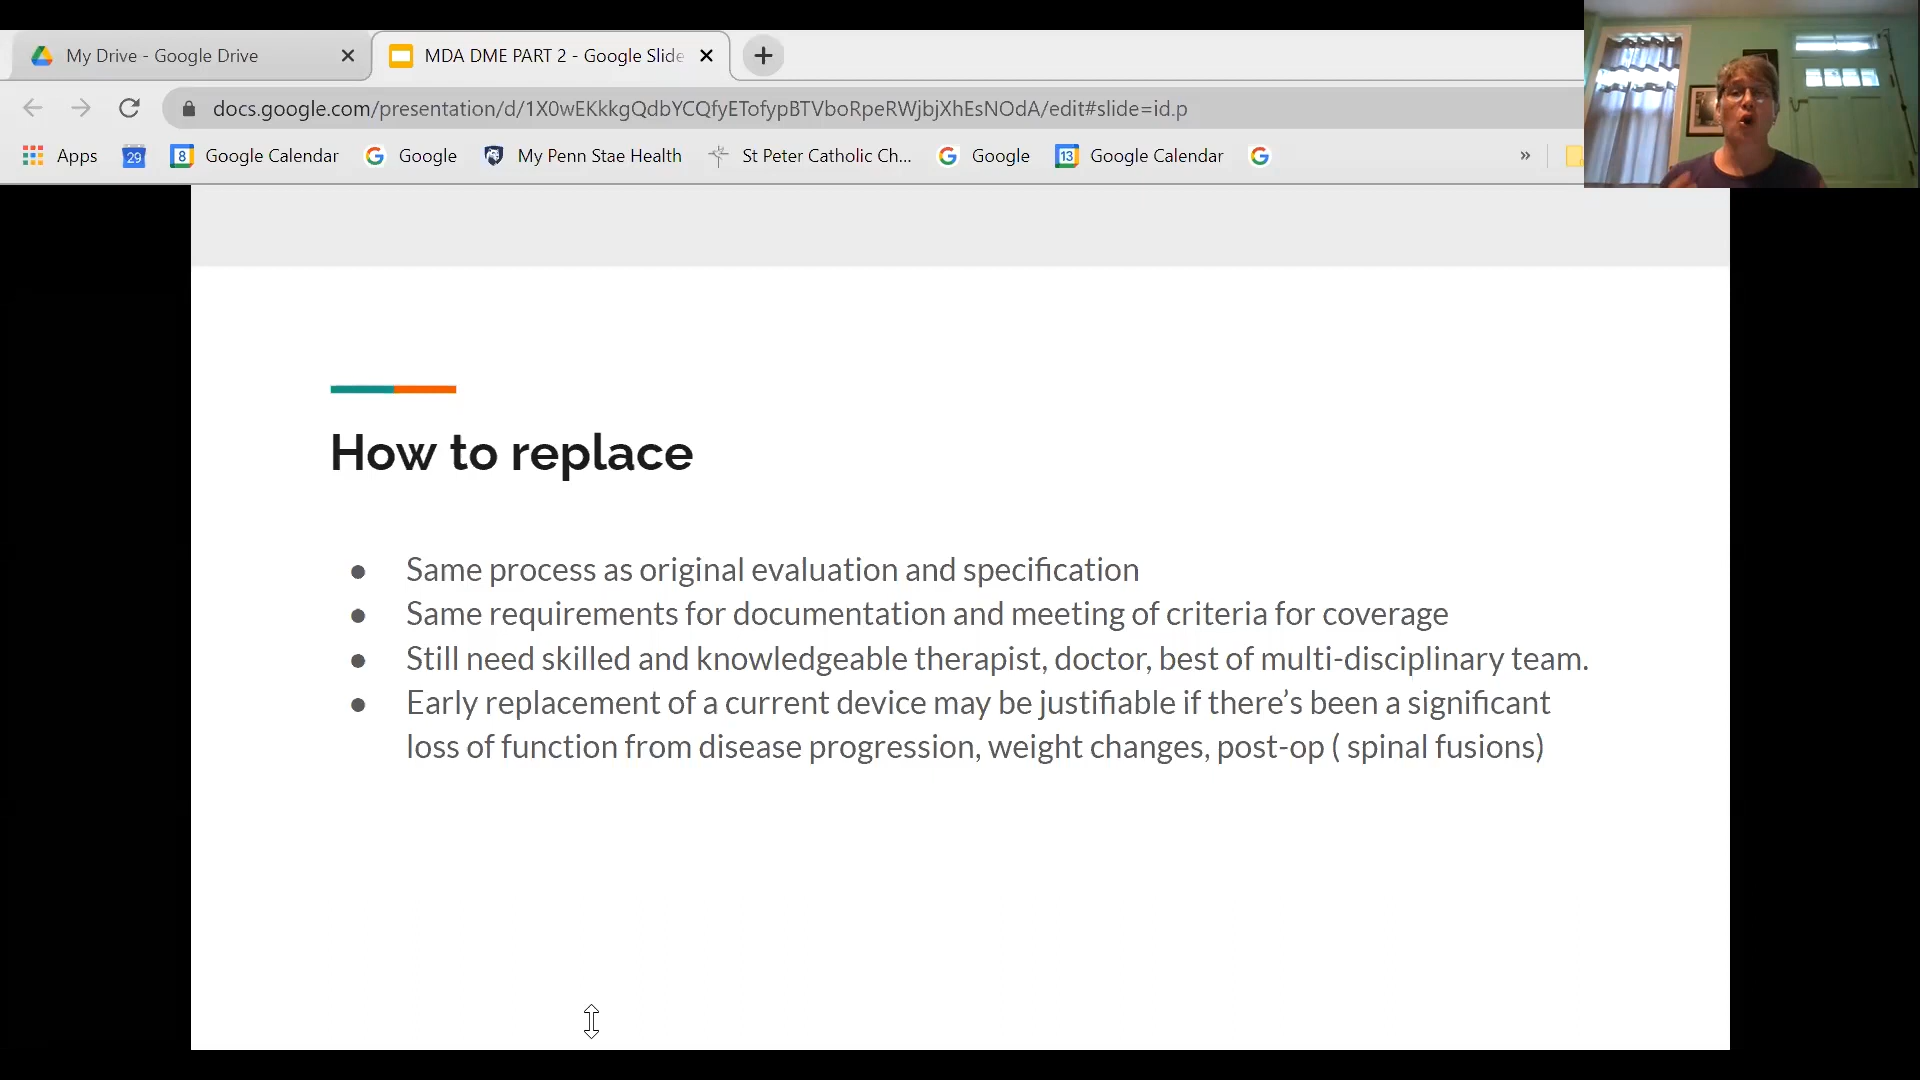 My Drive - Google Drive
MDA DME PART 2 - Google Slide
docs.google.com/presentation/d/1X0wEKkkgQdbYCQfyETofypBTVboRpeRWjbjXhEsNOdA/edit#slide=id.p
Apps 29 8 Google Calendar Google My Penn Stae Health St Peter Catholic Ch... Google 13 Google Calendar »
How to replace
● Same process as original evaluation and specification
● Same requirements for documentation and meeting of criteria for coverage
● Still need skilled and knowledgeable therapist, doctor, best of multi-disciplinary team.
● Early replacement of a current device may be justifiable if there’s been a significant
loss of function from disease progression, weight changes, post-op ( spinal fusions)